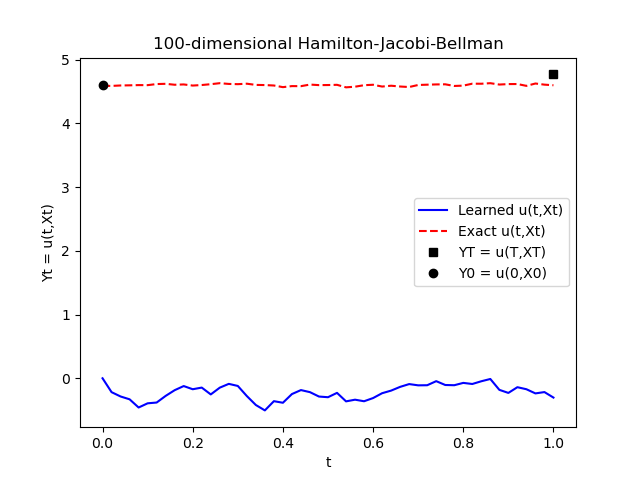 100-dimensional Hamilton-Jacobi-Bellman
Yt = u(t,Xt)
5
4
3
2
1
0
Learned u(t,Xt)
Exact u(t,Xt)
YT = u(T,XT)
Y0 = u(0,X0)
0.0 0.2 0.4 0.6 0.8 1.0
t